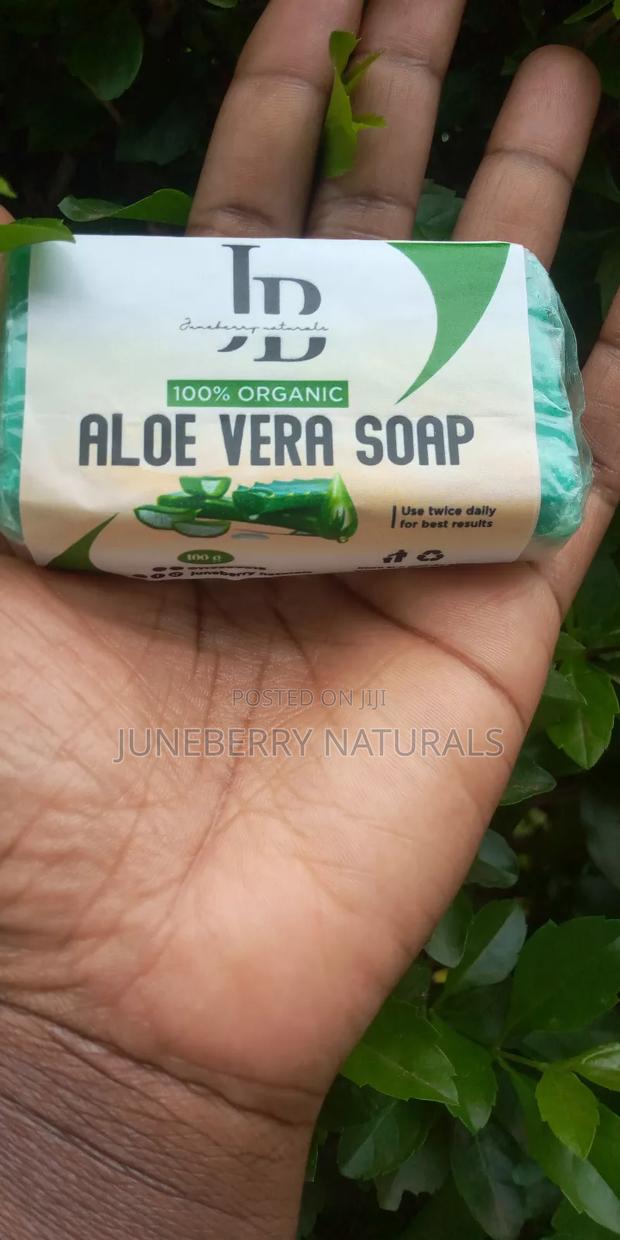 JB
Juneberry naturals
100% ORGANIC
ALOE VERA SOAP
Use twice daily
for best results
100 g
juneberry
POSTED ON JIJI
JUNEBERRY NATURALS